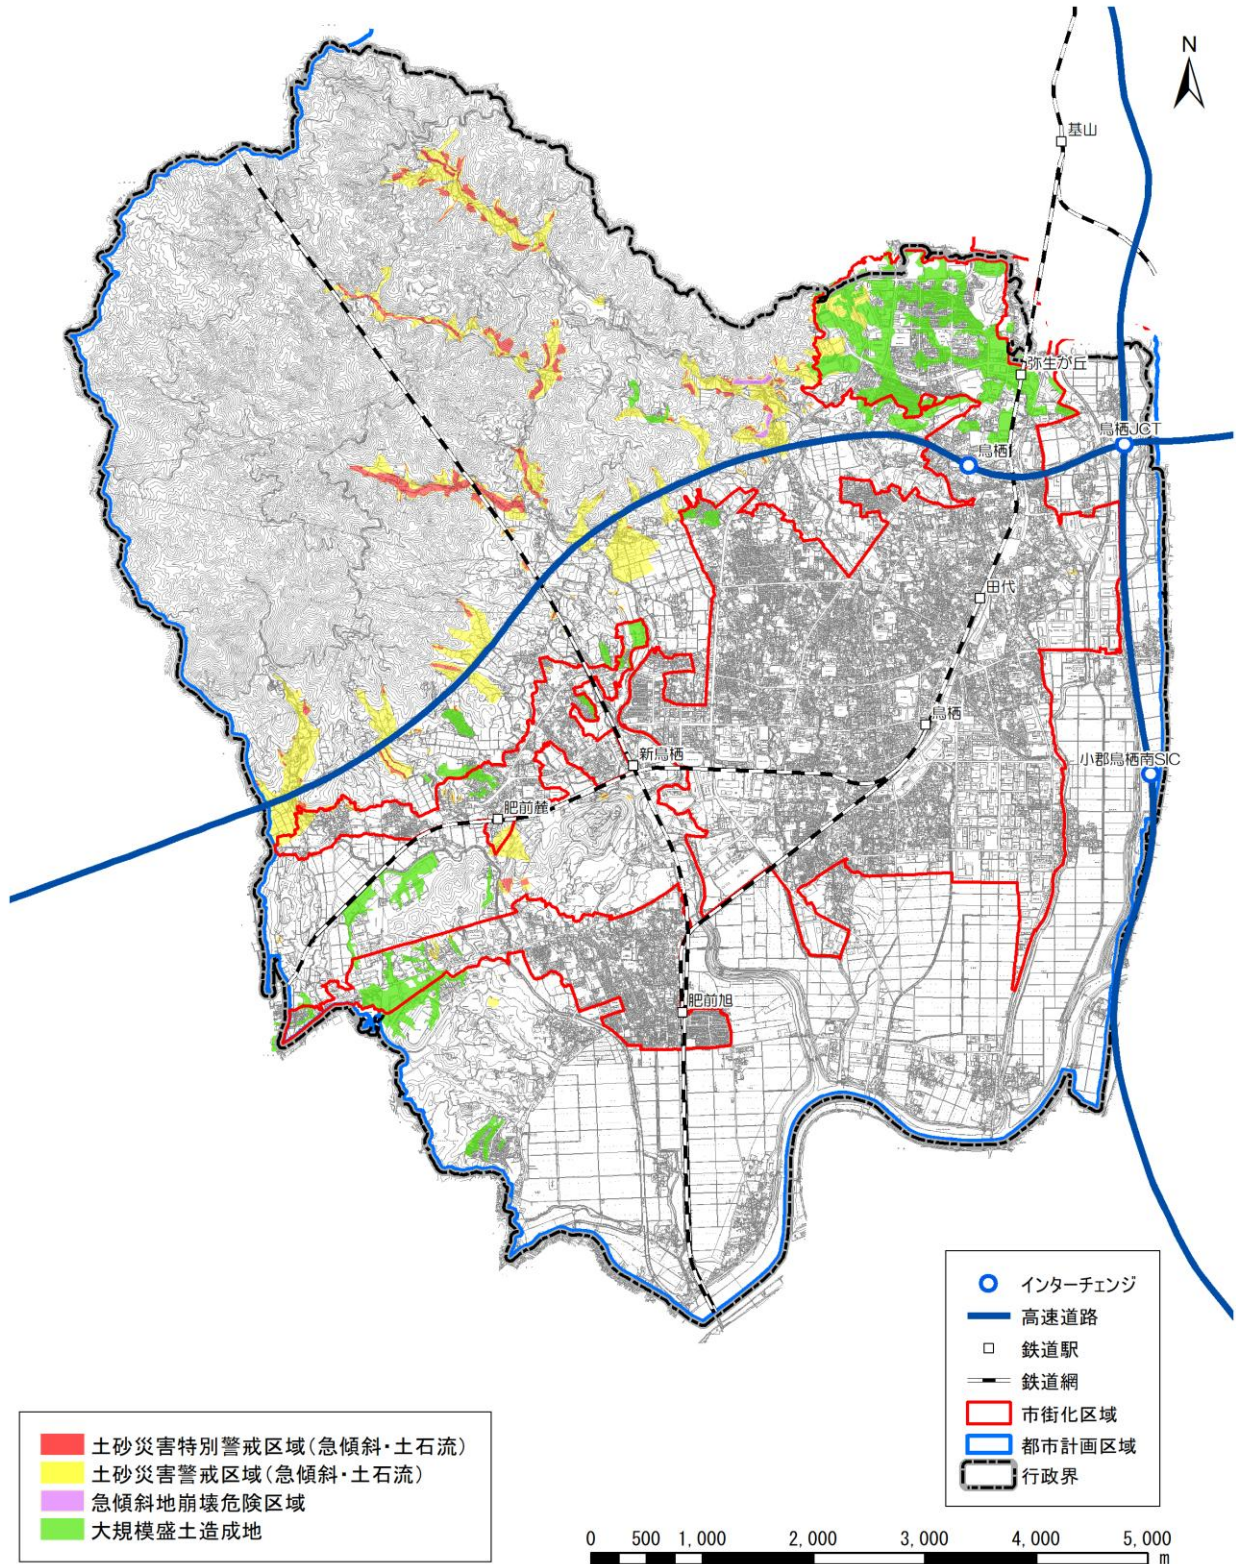 N
基山
弥生が丘
鳥栖JCT
鳥栖
田代
鳥栖
小郡鳥栖南SIC
新鳥栖
肥前麓
肥前旭
インターチェンジ
高速道路
鉄道駅
鉄道網
市街化区域
都市計画区域
行政界
土砂災害特別警戒区域(急傾斜・土石流)
土砂災害警戒区域(急傾斜・土石流)
急傾斜地崩壊危険区域
大規模盛土造成地
0 500 1,000 2,000 3,000 4,000 5,000
m